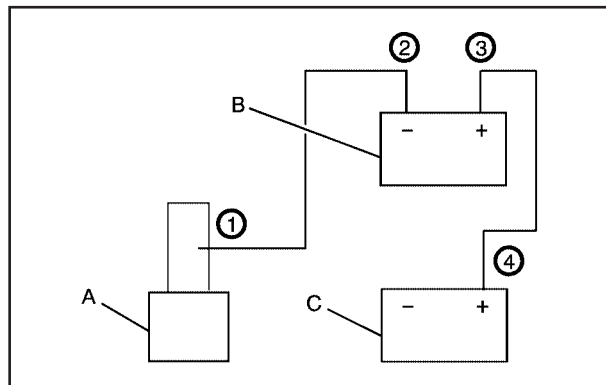 ② ③
B
− +
①
④
A
C
− +